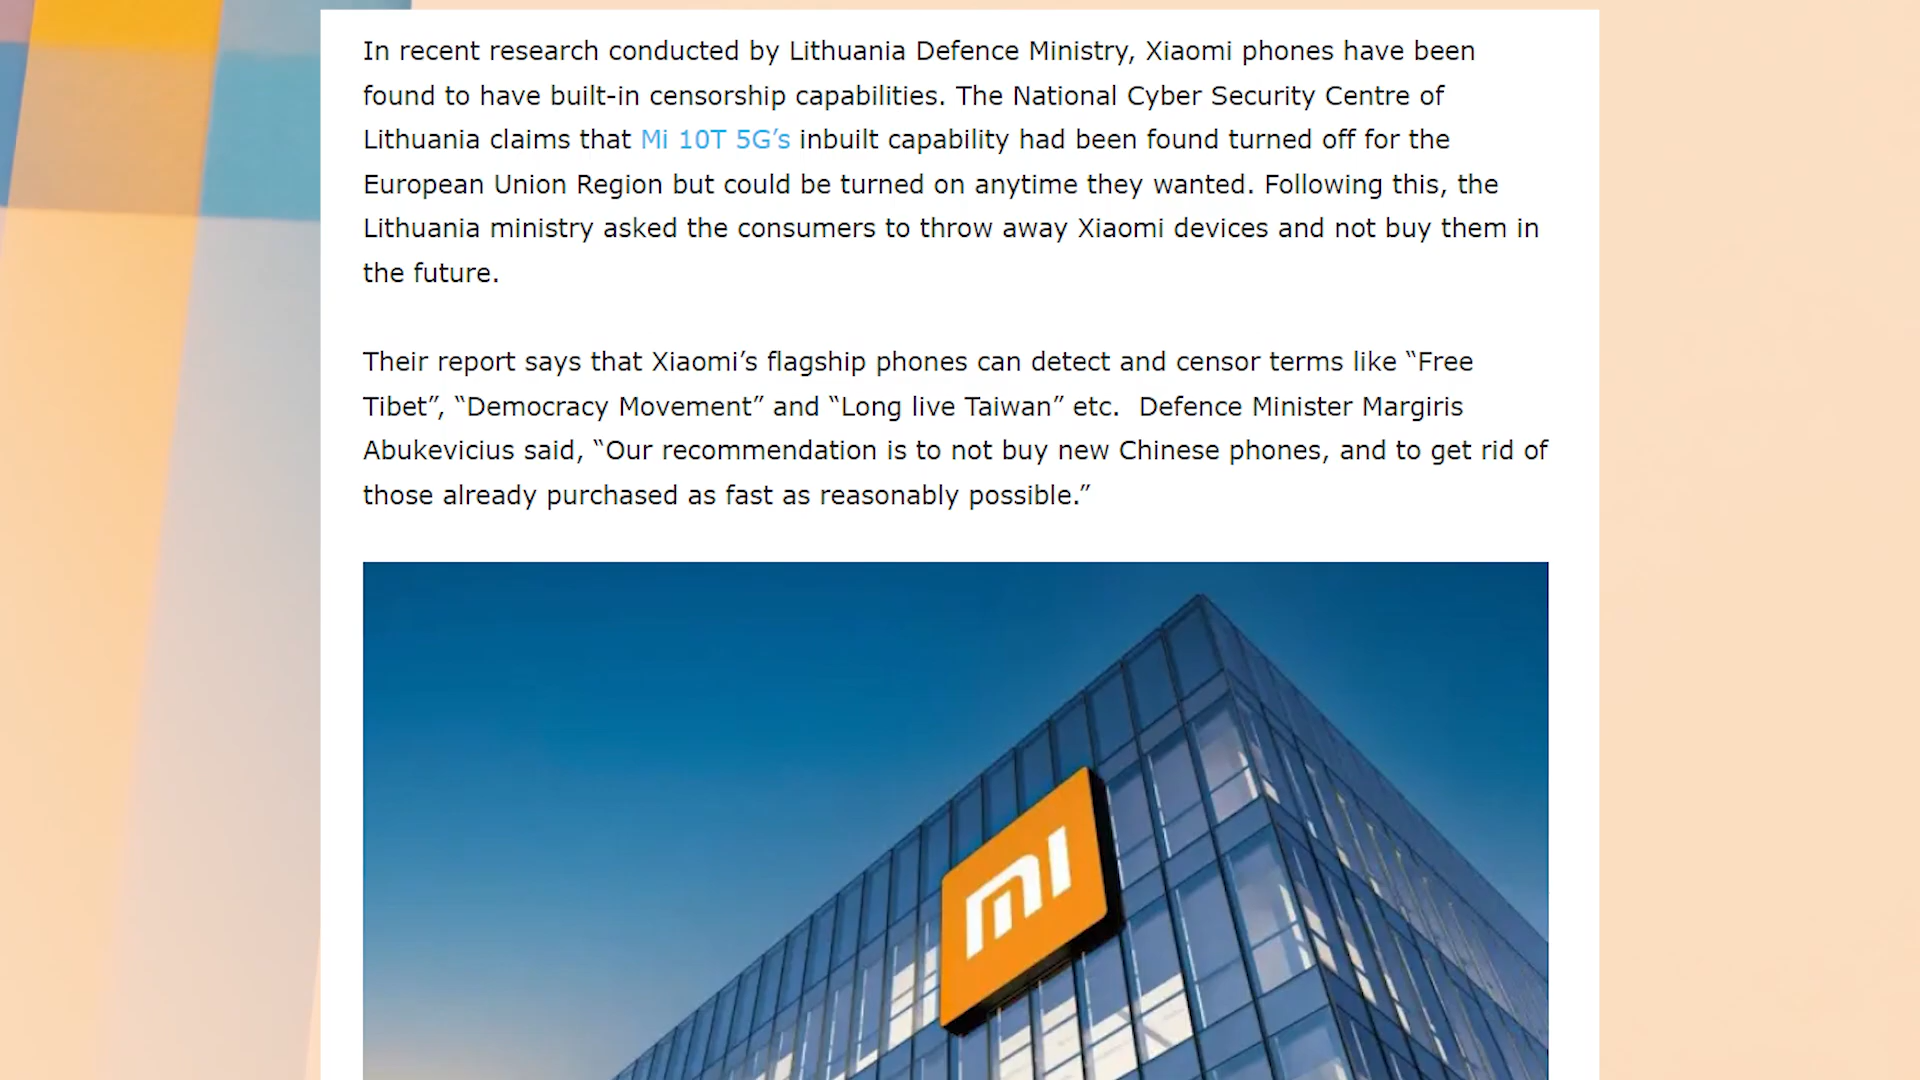 In recent research conducted by Lithuania Defence Ministry, Xiaomi phones have been
found to have built-in censorship capabilities. The National Cyber Security Centre of
Lithuania claims that Mi 10T 5G’s inbuilt capability had been found turned off for the
European Union Region but could be turned on anytime they wanted. Following this, the
Lithuania ministry asked the consumers to throw away Xiaomi devices and not buy them in
the future.
Their report says that Xiaomi’s flagship phones can detect and censor terms like “Free
Tibet”, “Democracy Movement” and “Long live Taiwan” etc.  Defence Minister Margiris
Abukevicius said, “Our recommendation is to not buy new Chinese phones, and to get rid of
those already purchased as fast as reasonably possible.”
mi